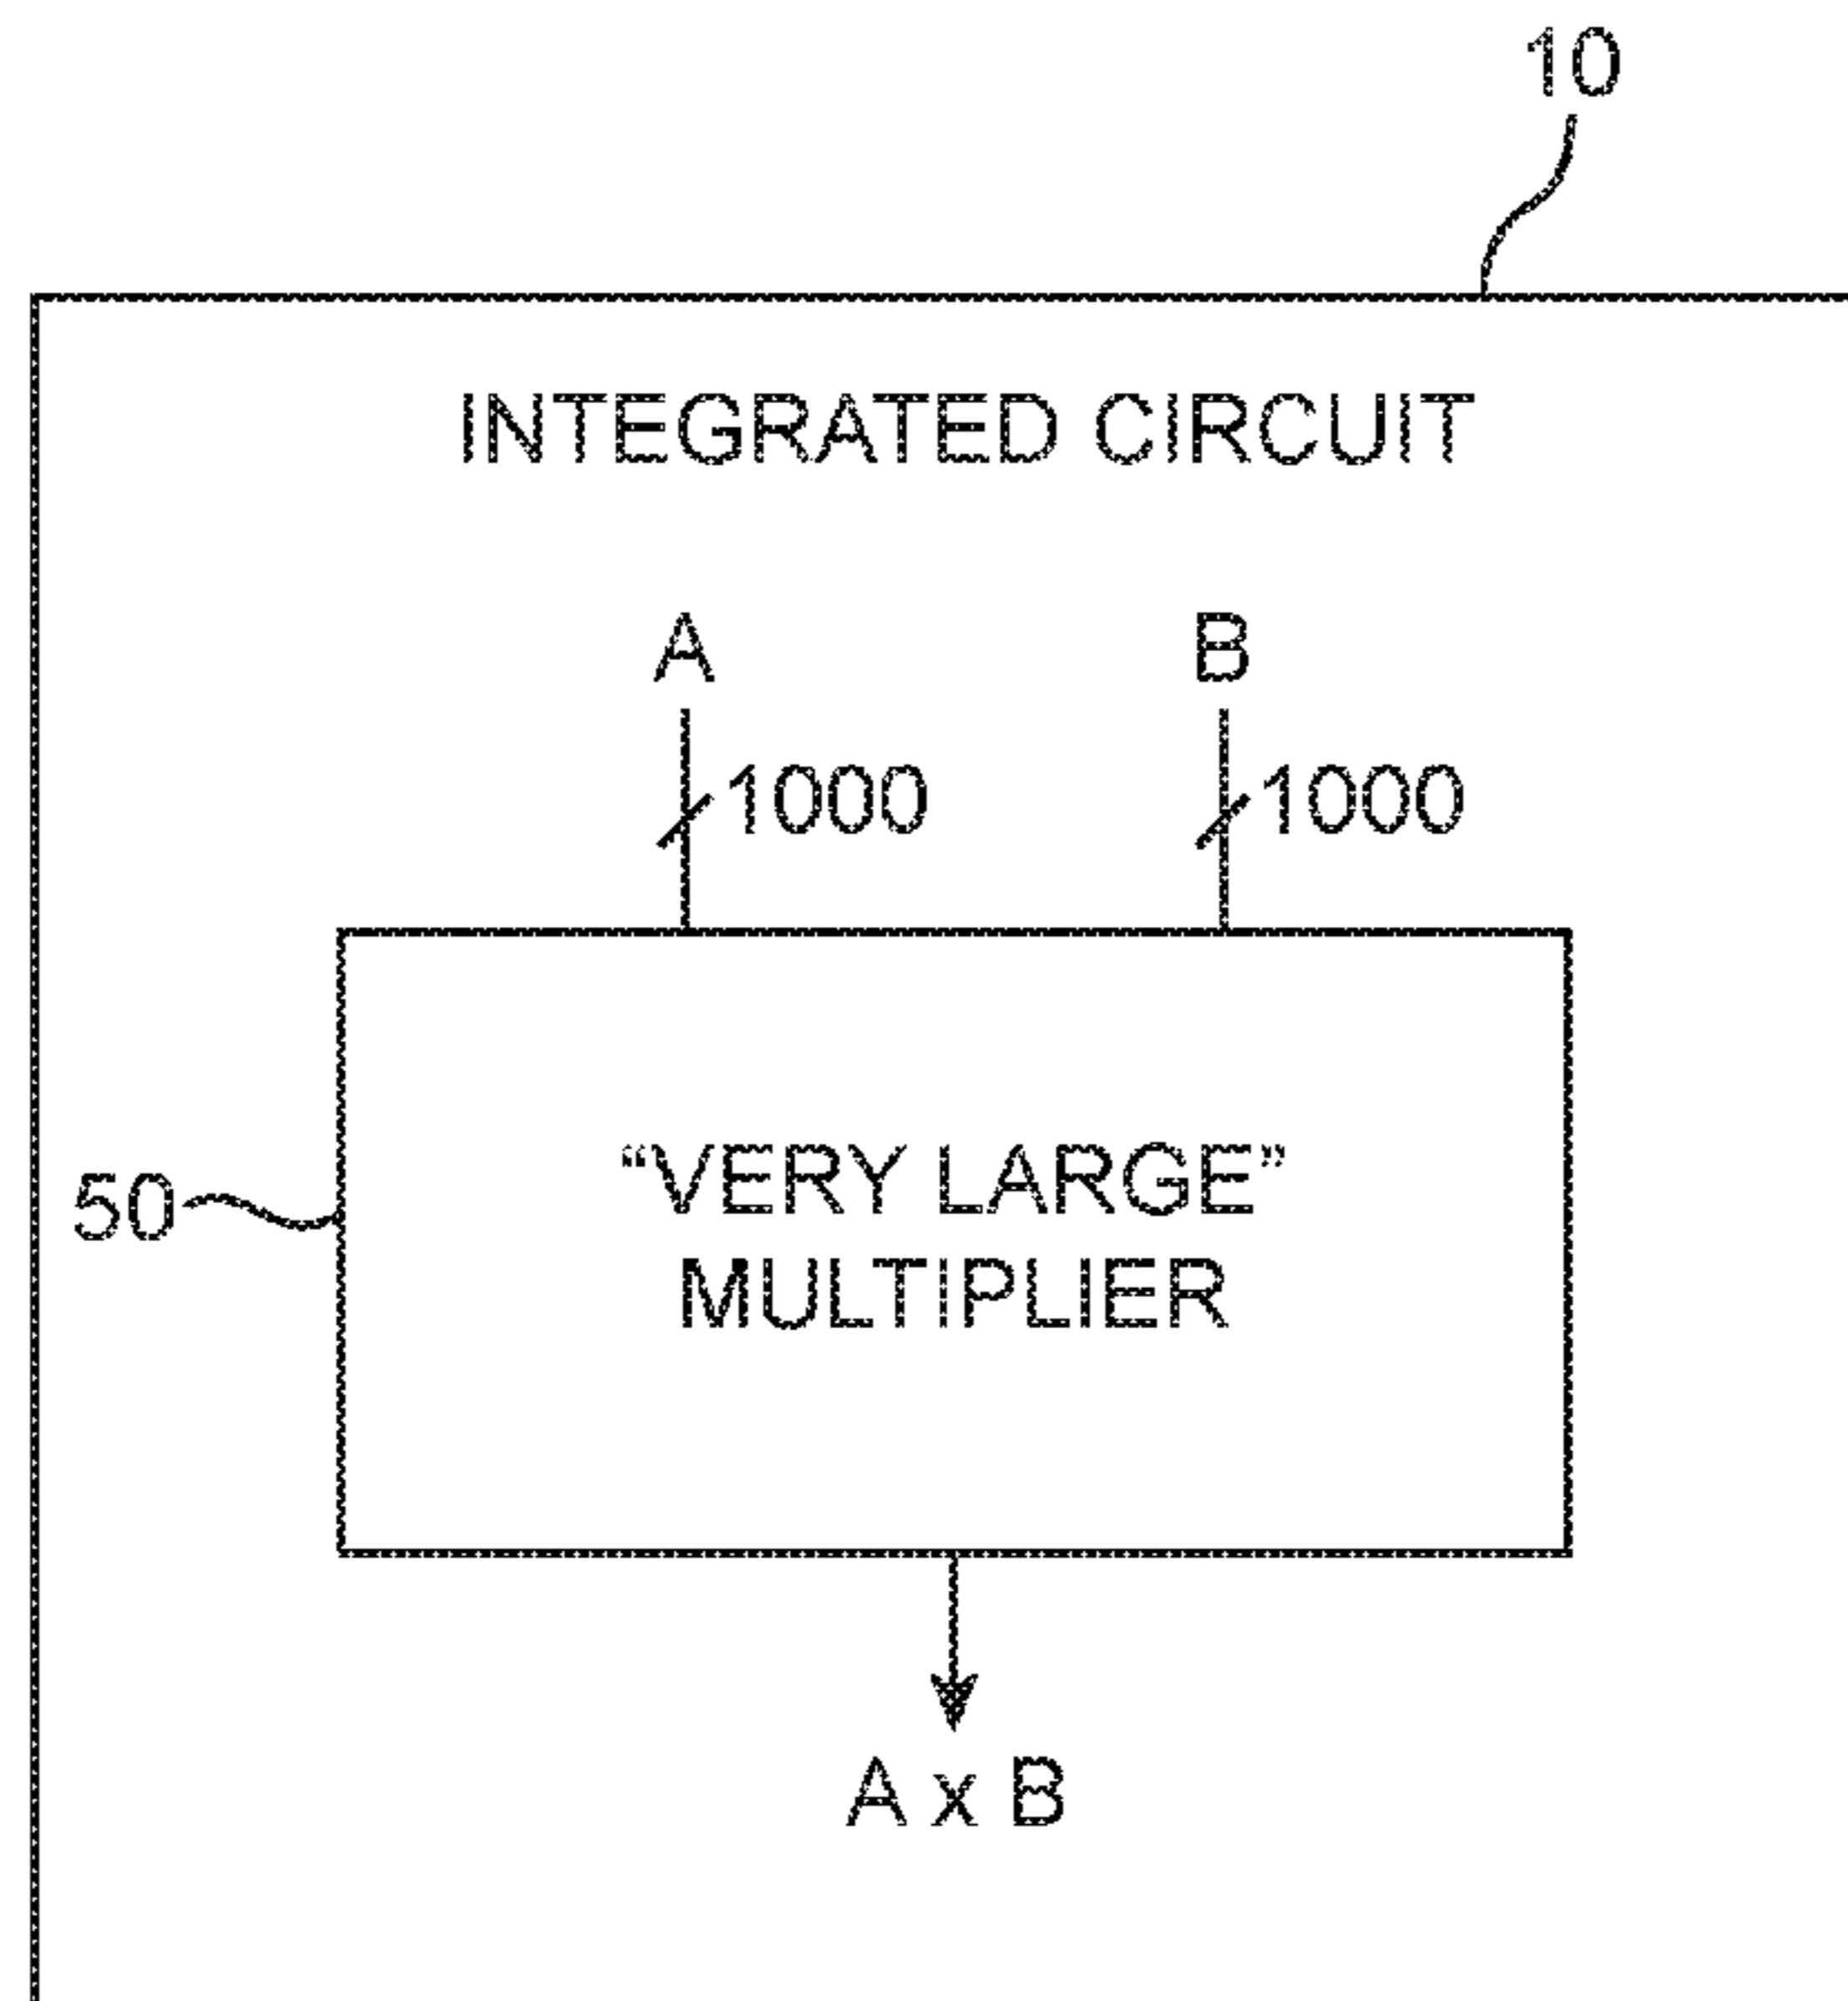 10
INTEGRATED CIRCUIT
A B
1000 1000
50
“VERY LARGE”
MULTIPLIER
A x B